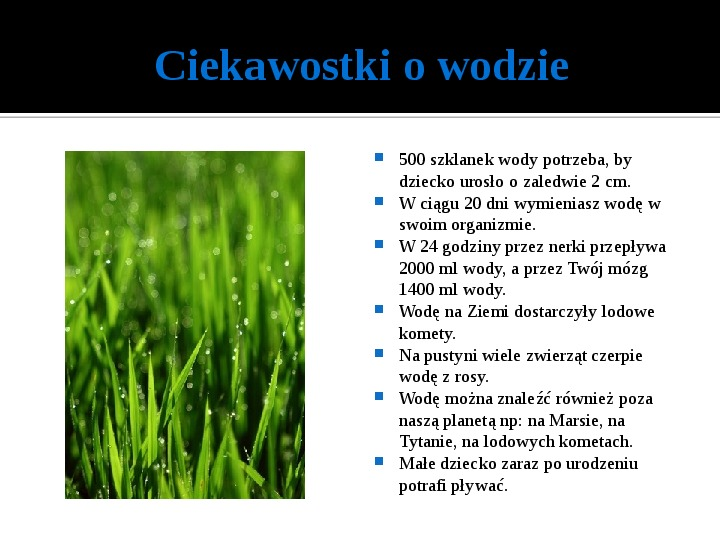 Ciekawostki o wodzie
500 szklanek wody potrzeba, by
dziecko urosło o zaledwie 2 cm.
W ciągu 20 dni wymieniasz wodę w
swoim organizmie.
W 24 godziny przez nerki przepływa
2000 ml wody, a przez Twój mózg
1400 ml wody.
Wodę na Ziemi dostarczyły lodowe
komety.
Na pustyni wiele zwierząt czerpie
wodę z rosy.
Wodę można znaleźć również poza
naszą planetą np: na Marsie, na
Tytanie, na lodowych kometach.
Małe dziecko zaraz po urodzeniu
potrafi pływać.